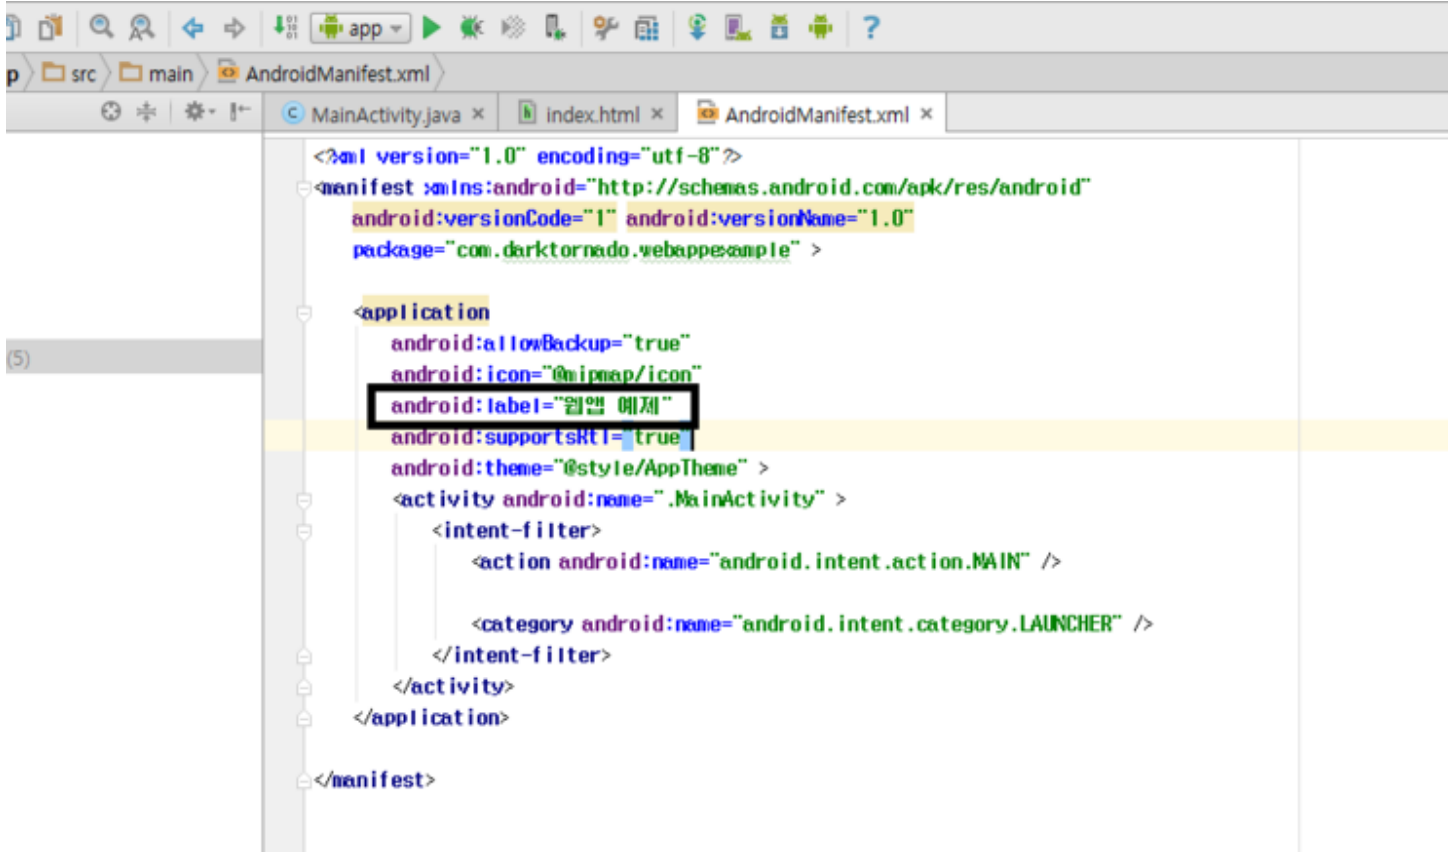 app
p src main AndroidManifest.xml
MainActivity.java index.html AndroidManifest.xml
<?xml version="1.0" encoding="utf-8"?>
<manifest xmlns:android="http://schemas.android.com/apk/res/android"
android:versionCode="1" android:versionName="1.0"
package="com.darktornado.webappexample" >
<application
android:allowBackup="true"
(5)
android:icon="@mipmap/icon"
android:label="웹앱 예제"
android:supportsRtl="true"
android:theme="@style/AppTheme" >
<activity android:name=".MainActivity" >
<intent-filter>
<action android:name="android.intent.action.MAIN" />
<category android:name="android.intent.category.LAUNCHER" />
</intent-filter>
</activity>
</application>
</manifest>